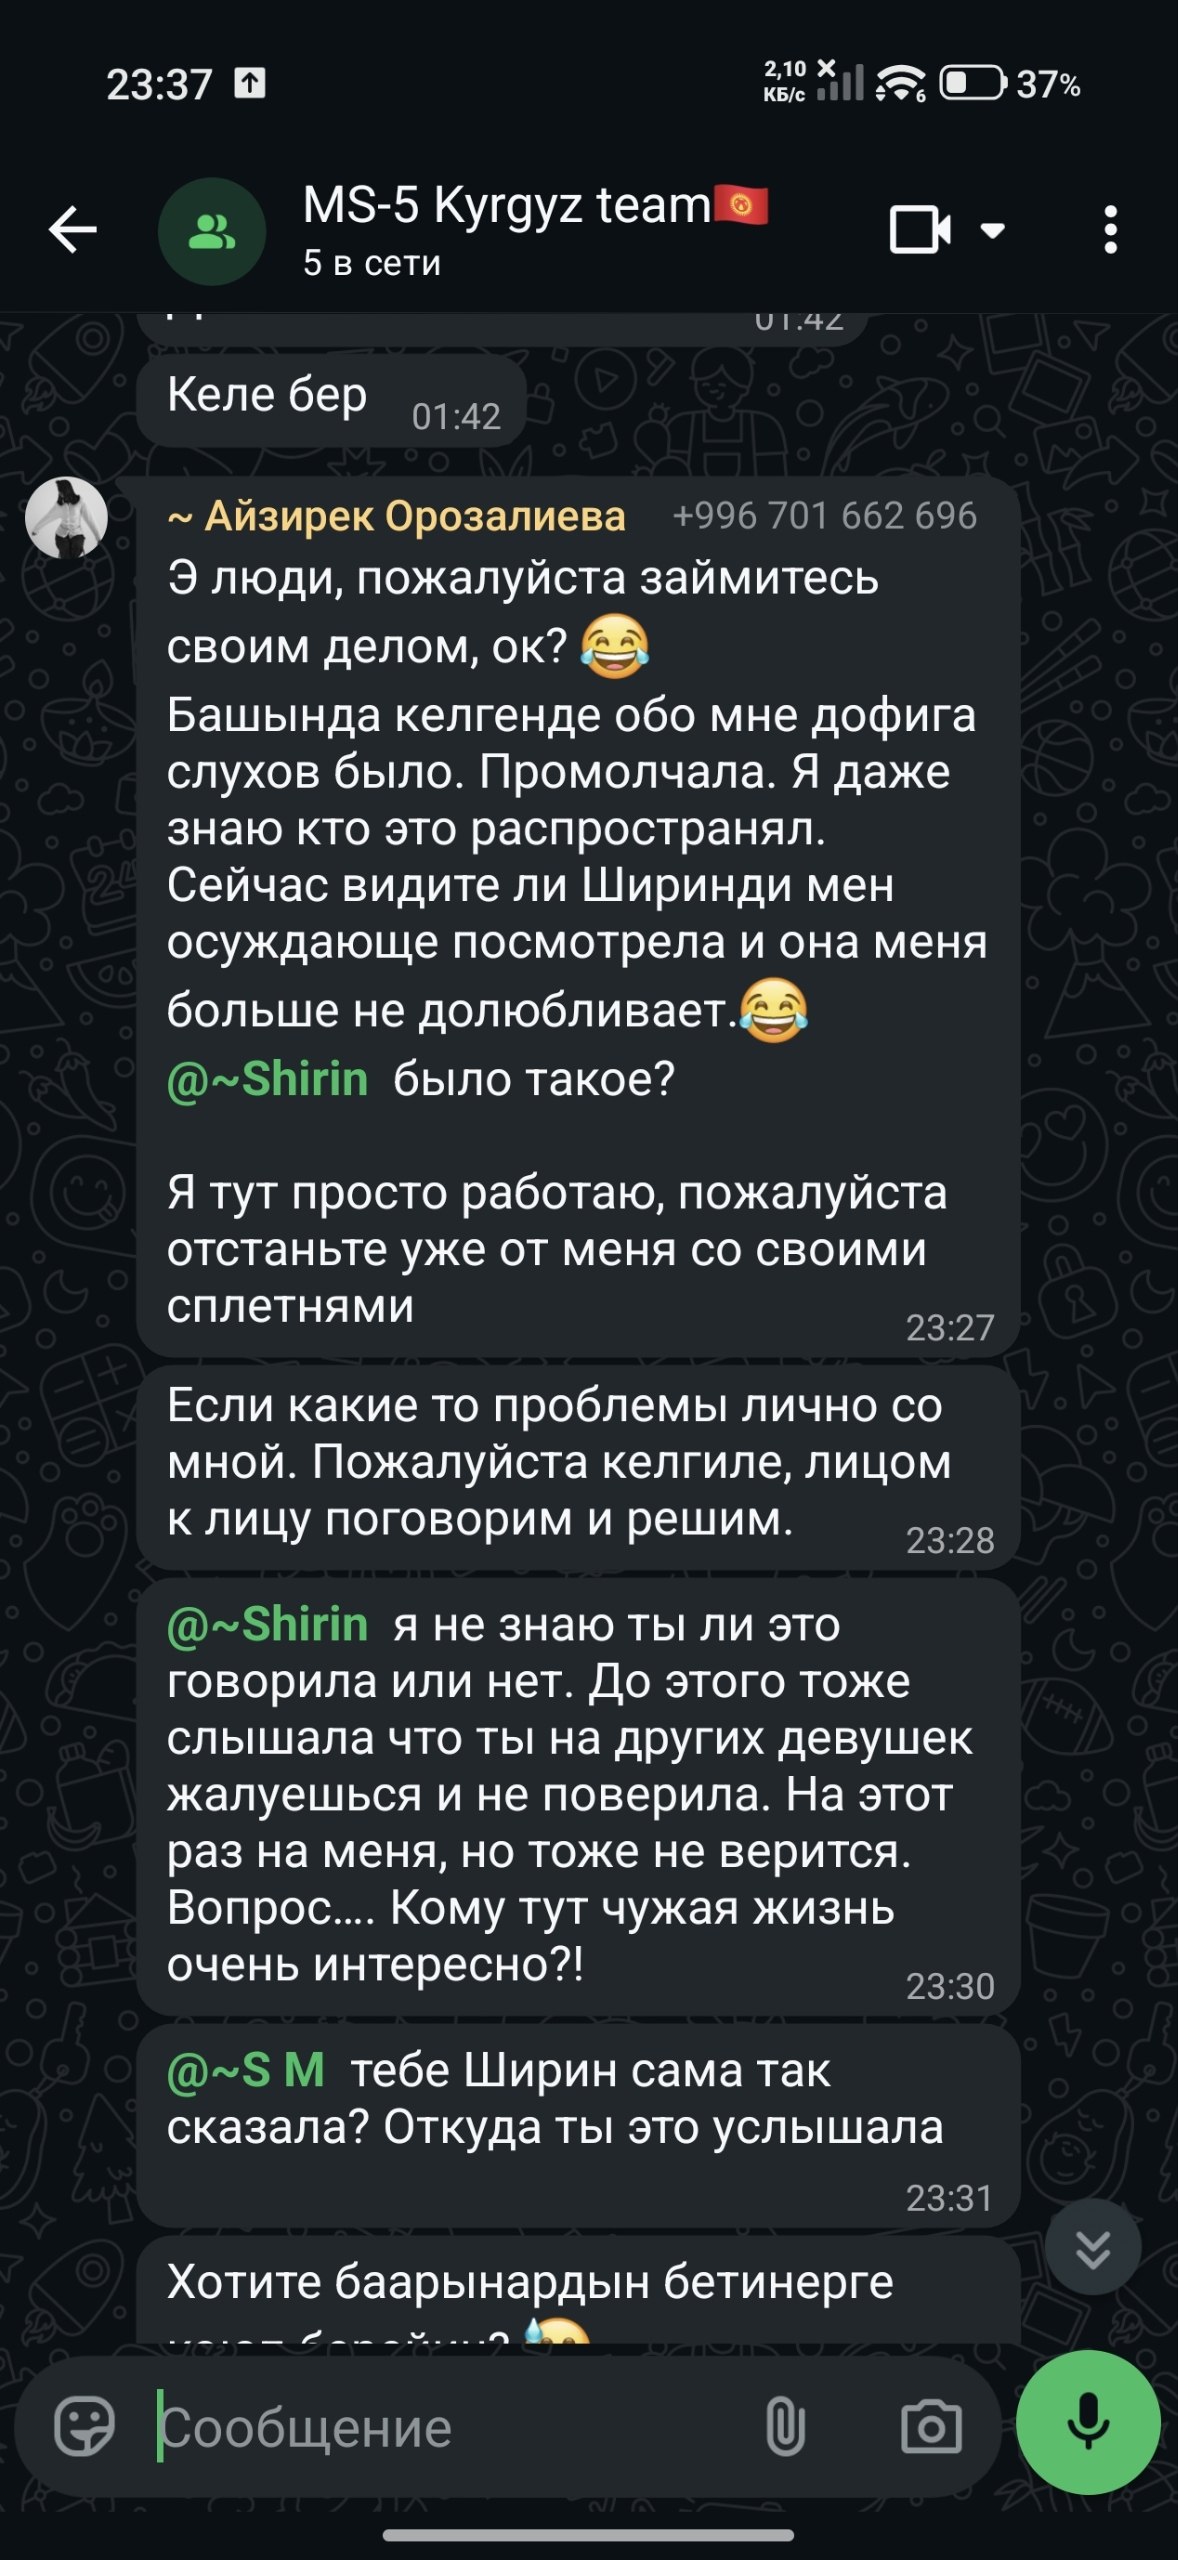 23:37
2,10
КБ/с
6
37%
MS-5 Kyrgyz team🇰🇬
5 в сети
01:42
Келе бер
01:42
~ Айзирек Орозалиева +996 701 662 696
Э люди, пожалуйста займитесь
своим делом, ок? 😂
Башында келгенде обо мне дофига
слухов было. Промолчала. Я даже
знаю кто это распространял.
Сейчас видите ли Ширинди мен
осуждающе посмотрела и она меня
больше не долюбливает.😂
@~Shirin было такое?
Я тут просто работаю, пожалуйста
отстаньте уже от меня со своими
сплетнями
23:27
Если какие то проблемы лично со
мной. Пожалуйста келгиле, лицом
к лицу поговорим и решим.
23:28
@~Shirin я не знаю ты ли это
говорила или нет. До этого тоже
слышала что ты на других девушек
жалуешься и не поверила. На этот
раз на меня, но тоже не верится.
Вопрос.... Кому тут чужая жизнь
очень интересно?!
23:30
@~S M тебе Ширин сама так
сказала? Откуда ты это услышала
23:31
Хотите баарынардын бетинерге
Сообщение